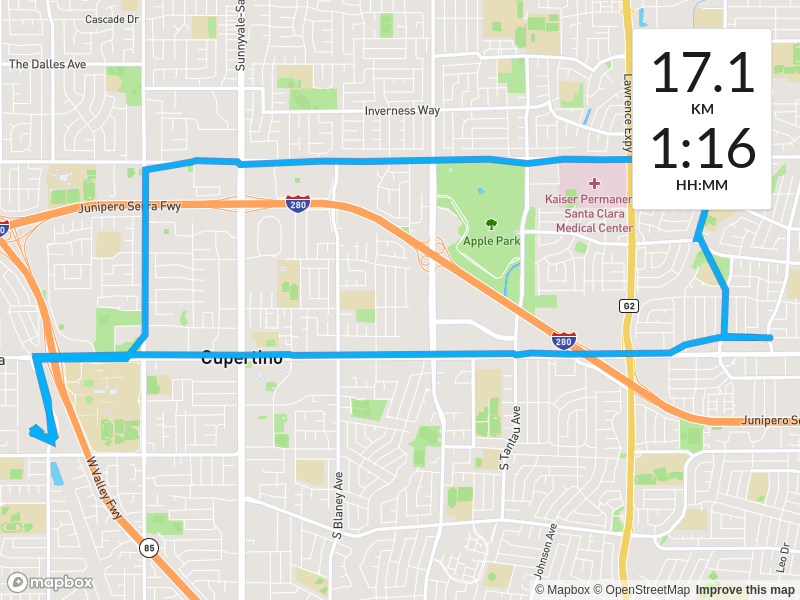 Cascade Dr
Sunnyvale-Sa
The Dalles Ave
Inverness Way
Lawrence Expy
17.1
KM
1:16
HH:MM
Junipero Serra Fwy
280
Kaiser Permanen
Santa Clara
Medical Center
Apple Park
G2
280
Cupertino
Junipero Se
S Tantau Ave
W Valley Fwy
S Blaney Ave
85
Johnson Ave
Leo Dr
mapbox
© Mapbox © OpenStreetMap Improve this map